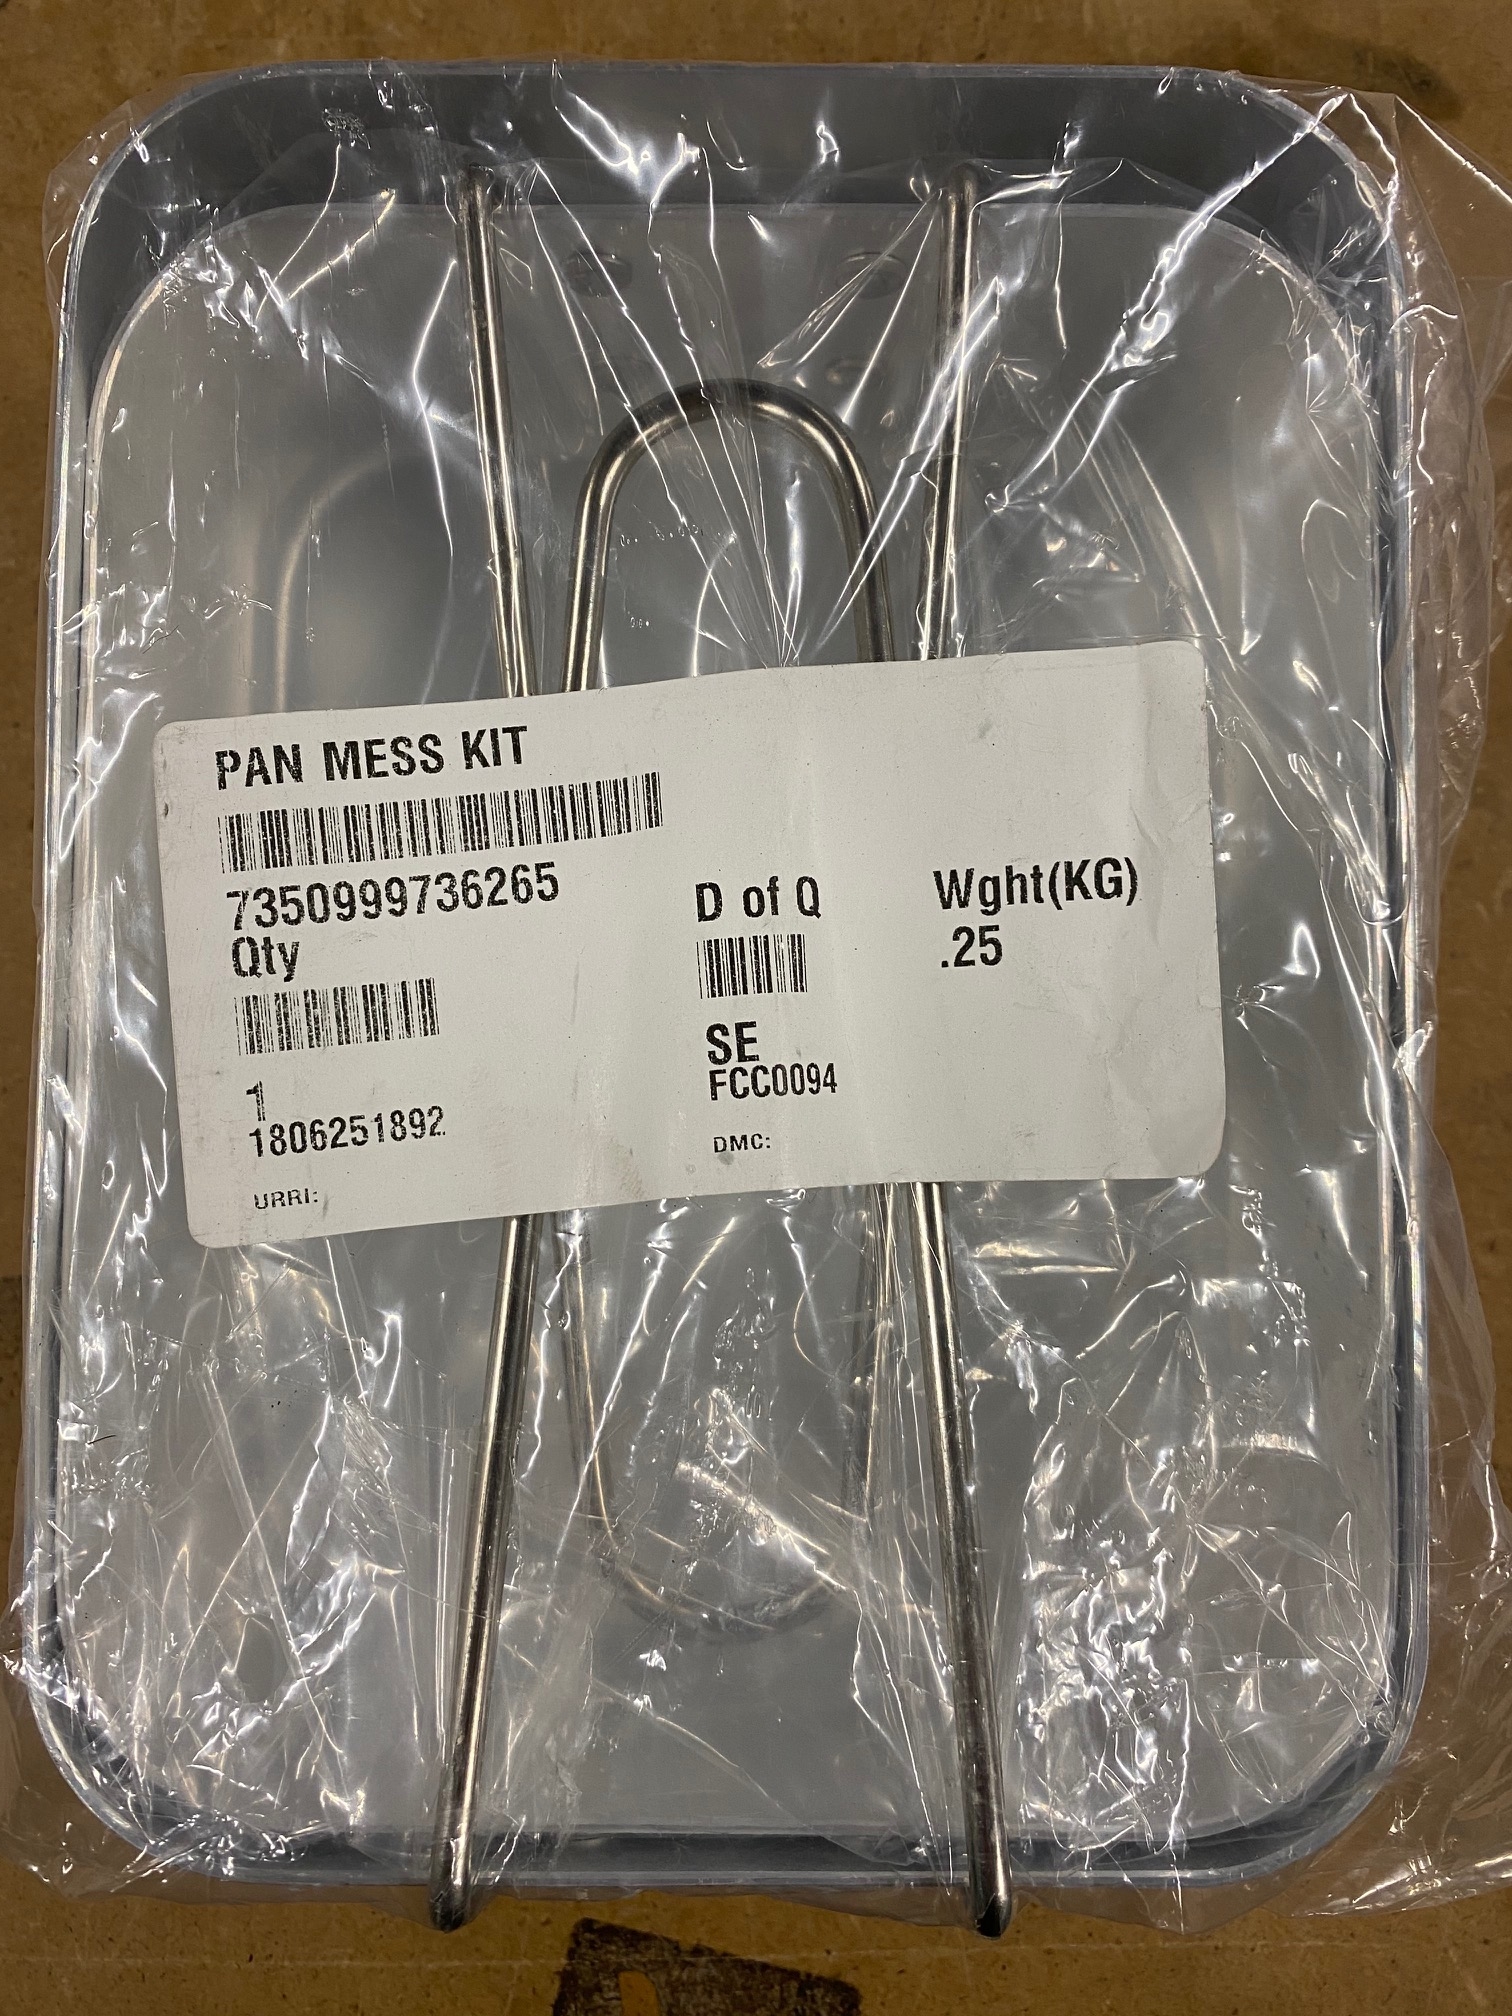 PAN MESS KIT
7350999736265
Qty
D of Q
Wght(KG)
.25
1
SE
1806251892
FCC0094
URRI:
DMC: